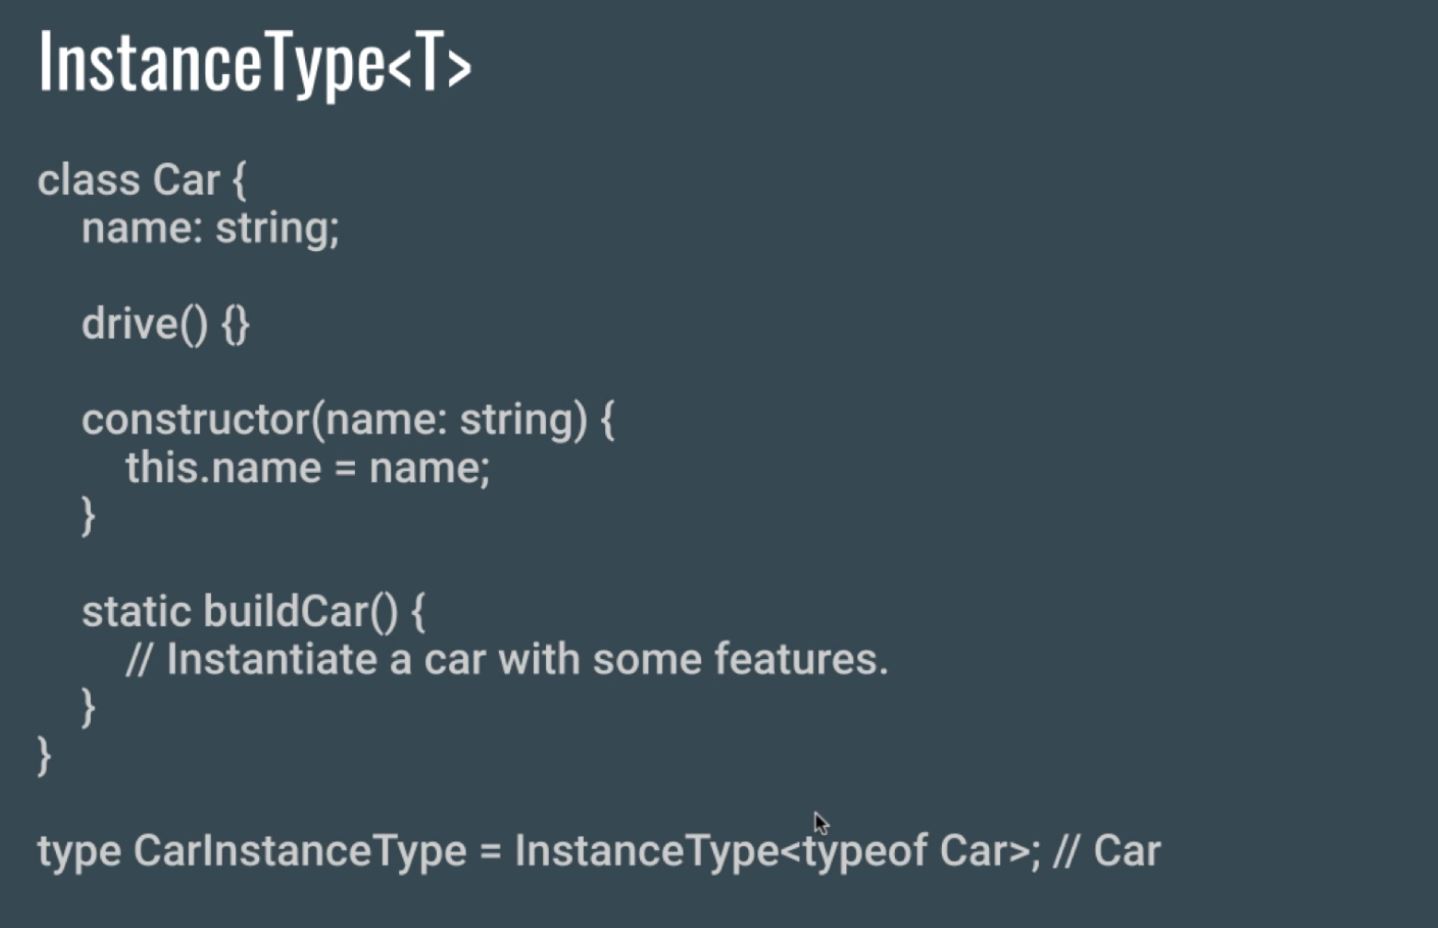 InstanceType<T>
class Car {
name: string;
drive() {}
constructor(name: string) {
this.name = name;
}
static buildCar() {
// Instantiate a car with some features.
}
}
type CarInstanceType = InstanceType<typeof Car>; // Car